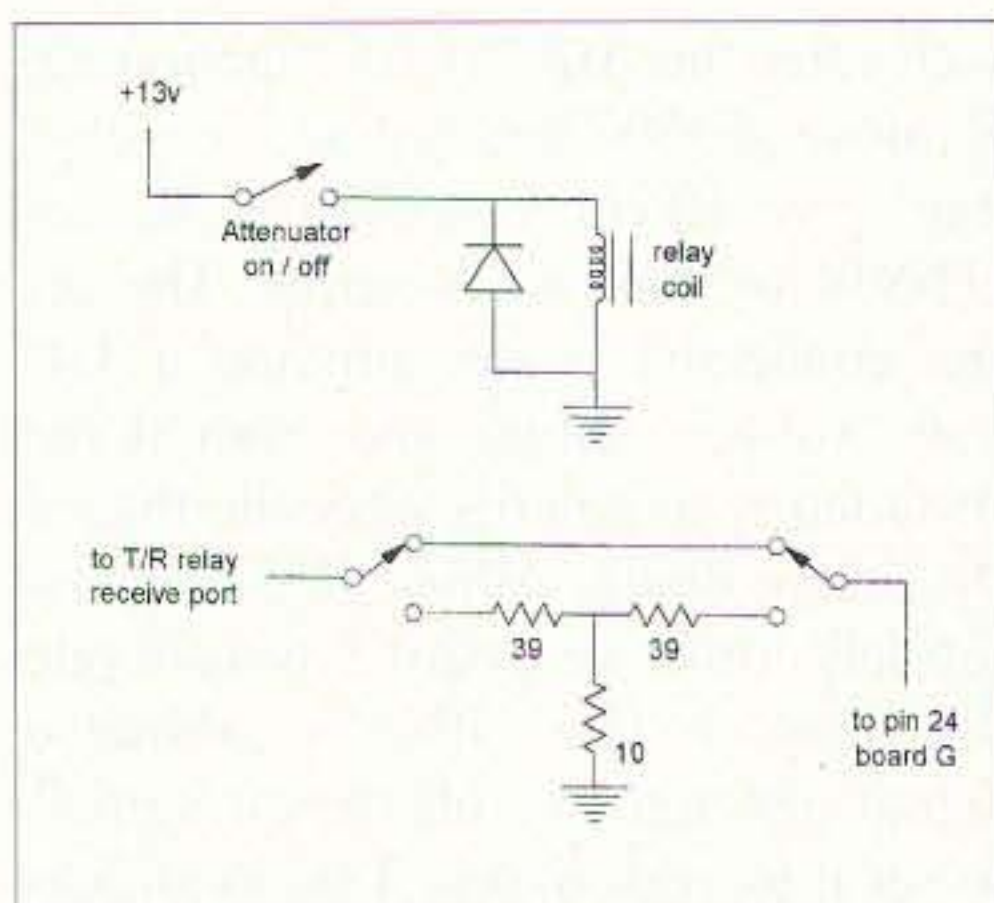 +13v
Attenuator
on / off
relay
coil
to T/R relay
receive port
39
39
10
to pin 24
board G